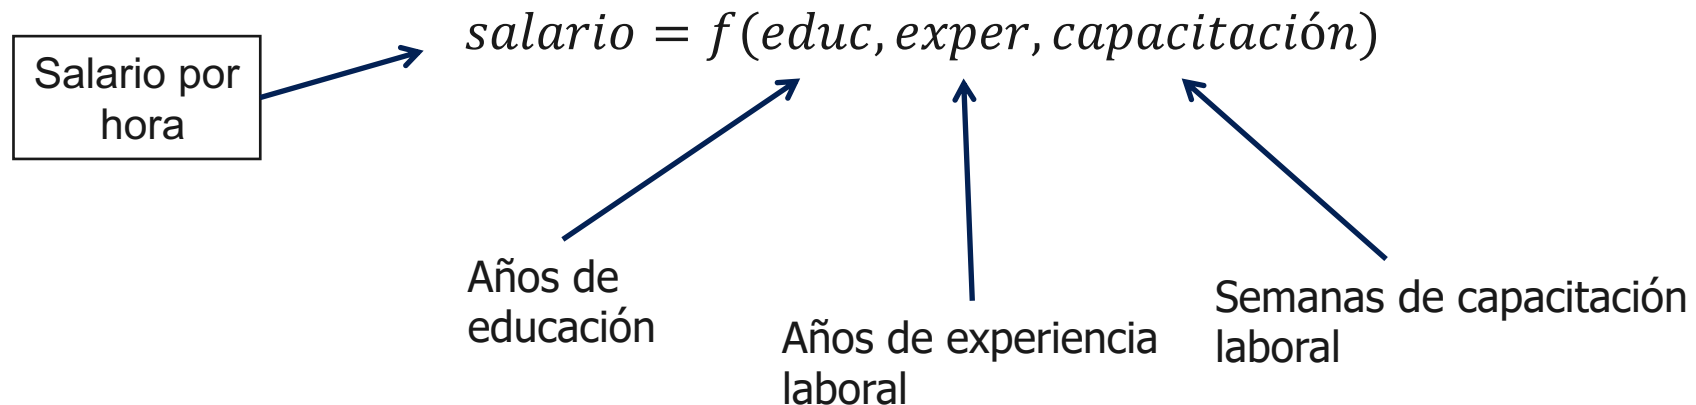 𝑠𝑎𝑙𝑎𝑟𝑖𝑜 = 𝑓(𝑒𝑑𝑢𝑐, 𝑒𝑥𝑝𝑒𝑟, 𝑐𝑎𝑝𝑎𝑐𝑖𝑡𝑎𝑐𝑖ó𝑛)
Salario por
hora
Años de
educación
Años de experiencia
laboral
Semanas de capacitación
laboral